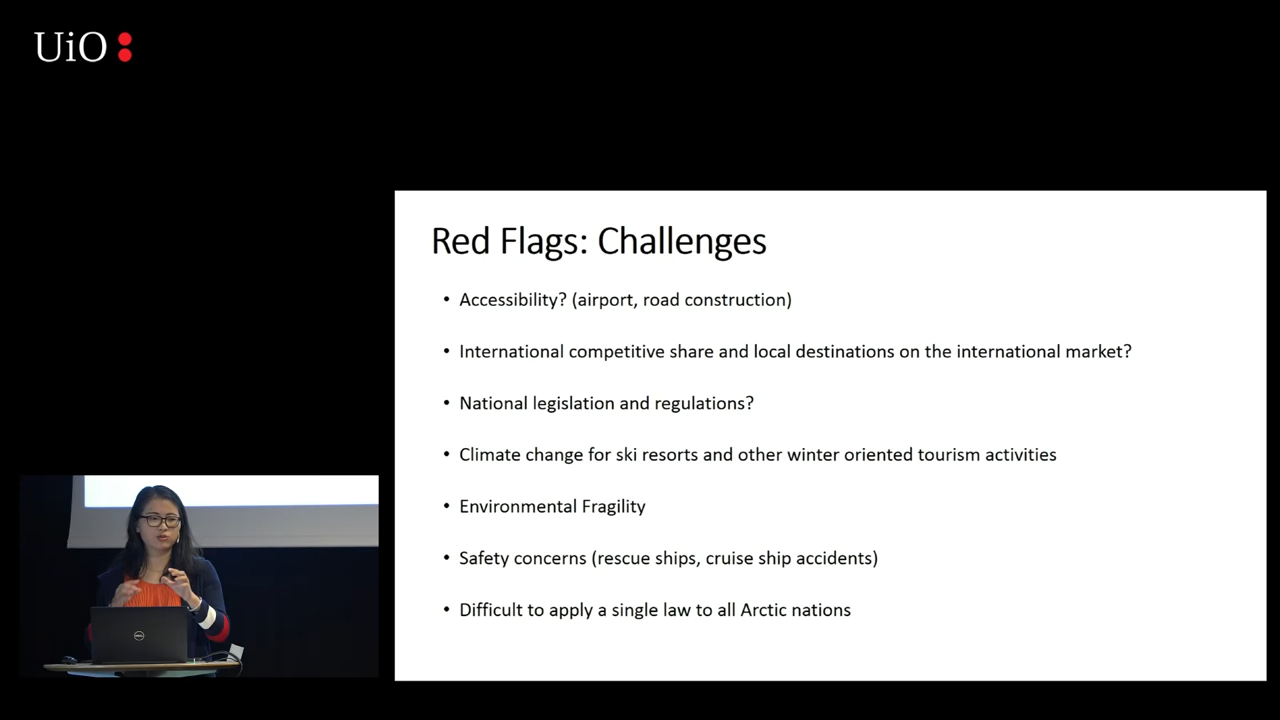 UiO
Red Flags: Challenges
• Accessibility? (airport, road construction)
• International competitive share and local destinations on the international market?
• National legislation and regulations?
• Climate change for ski resorts and other winter oriented tourism activities
• Environmental Fragility
• Safety concerns (rescue ships, cruise ship accidents)
• Difficult to apply a single law to all Arctic nations
DELL